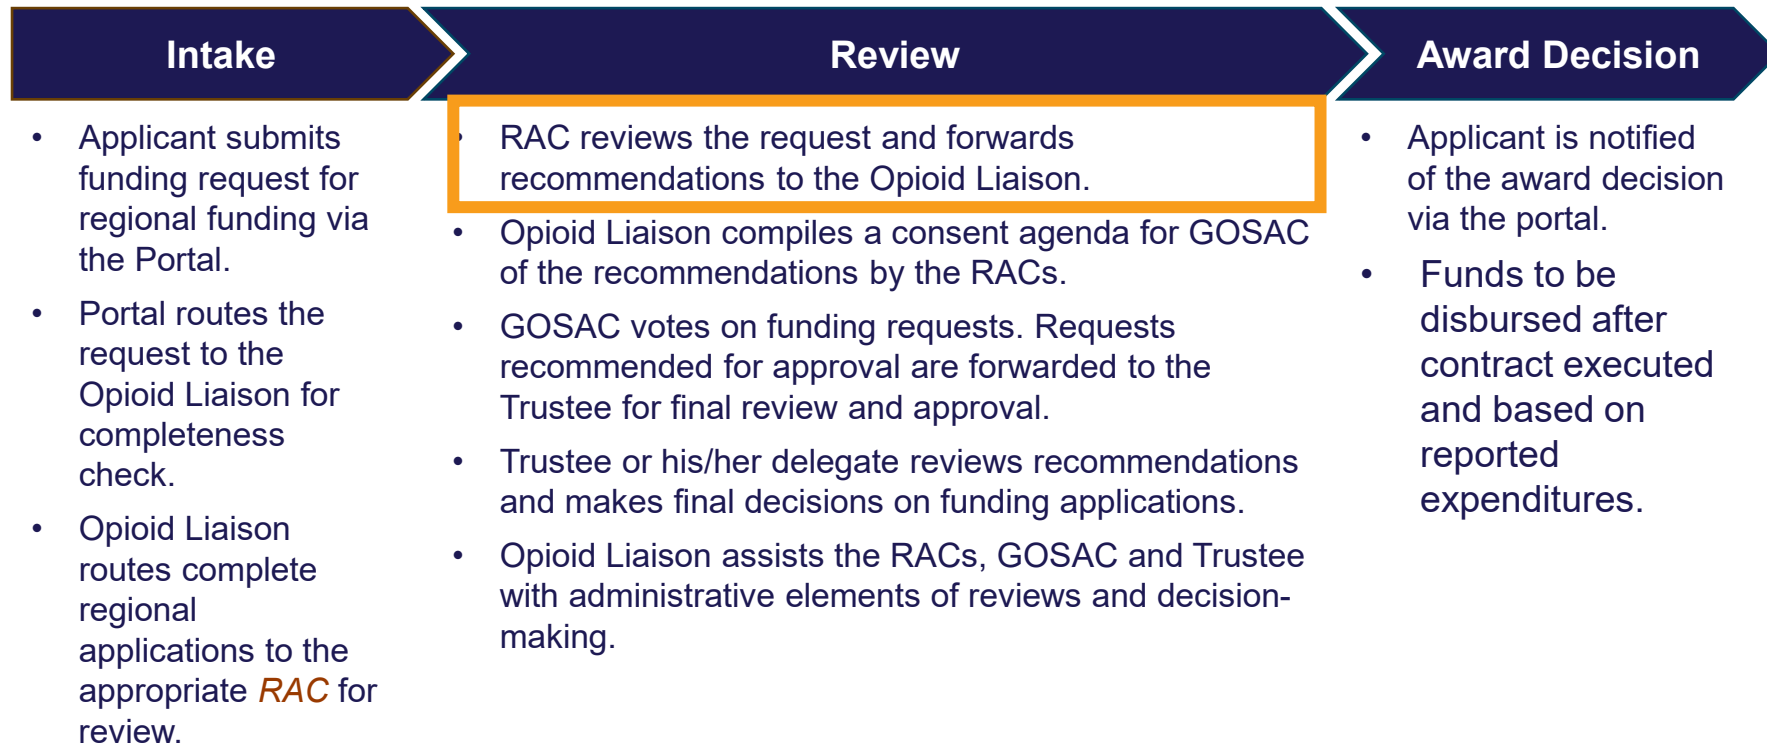 Intake
• Applicant submits
funding request for
regional funding via
the Portal.
• Portal routes the
request to the
Opioid Liaison for
completeness
check.
• Opioid Liaison
routes complete
regional
applications to the
appropriate RAC for
review.
Review
• RAC reviews the request and forwards
recommendations to the Opioid Liaison.
• Opioid Liaison compiles a consent agenda for GOSAC
of the recommendations by the RACs.
• GOSAC votes on funding requests. Requests
recommended for approval are forwarded to the
Trustee for final review and approval.
• Trustee or his/her delegate reviews recommendations
and makes final decisions on funding applications.
• Opioid Liaison assists the RACs, GOSAC and Trustee
with administrative elements of reviews and decision-
making.
Award Decision
• Applicant is notified
of the award decision
via the portal.
• Funds to be
disbursed after
contract executed
and based on
reported
expenditures.